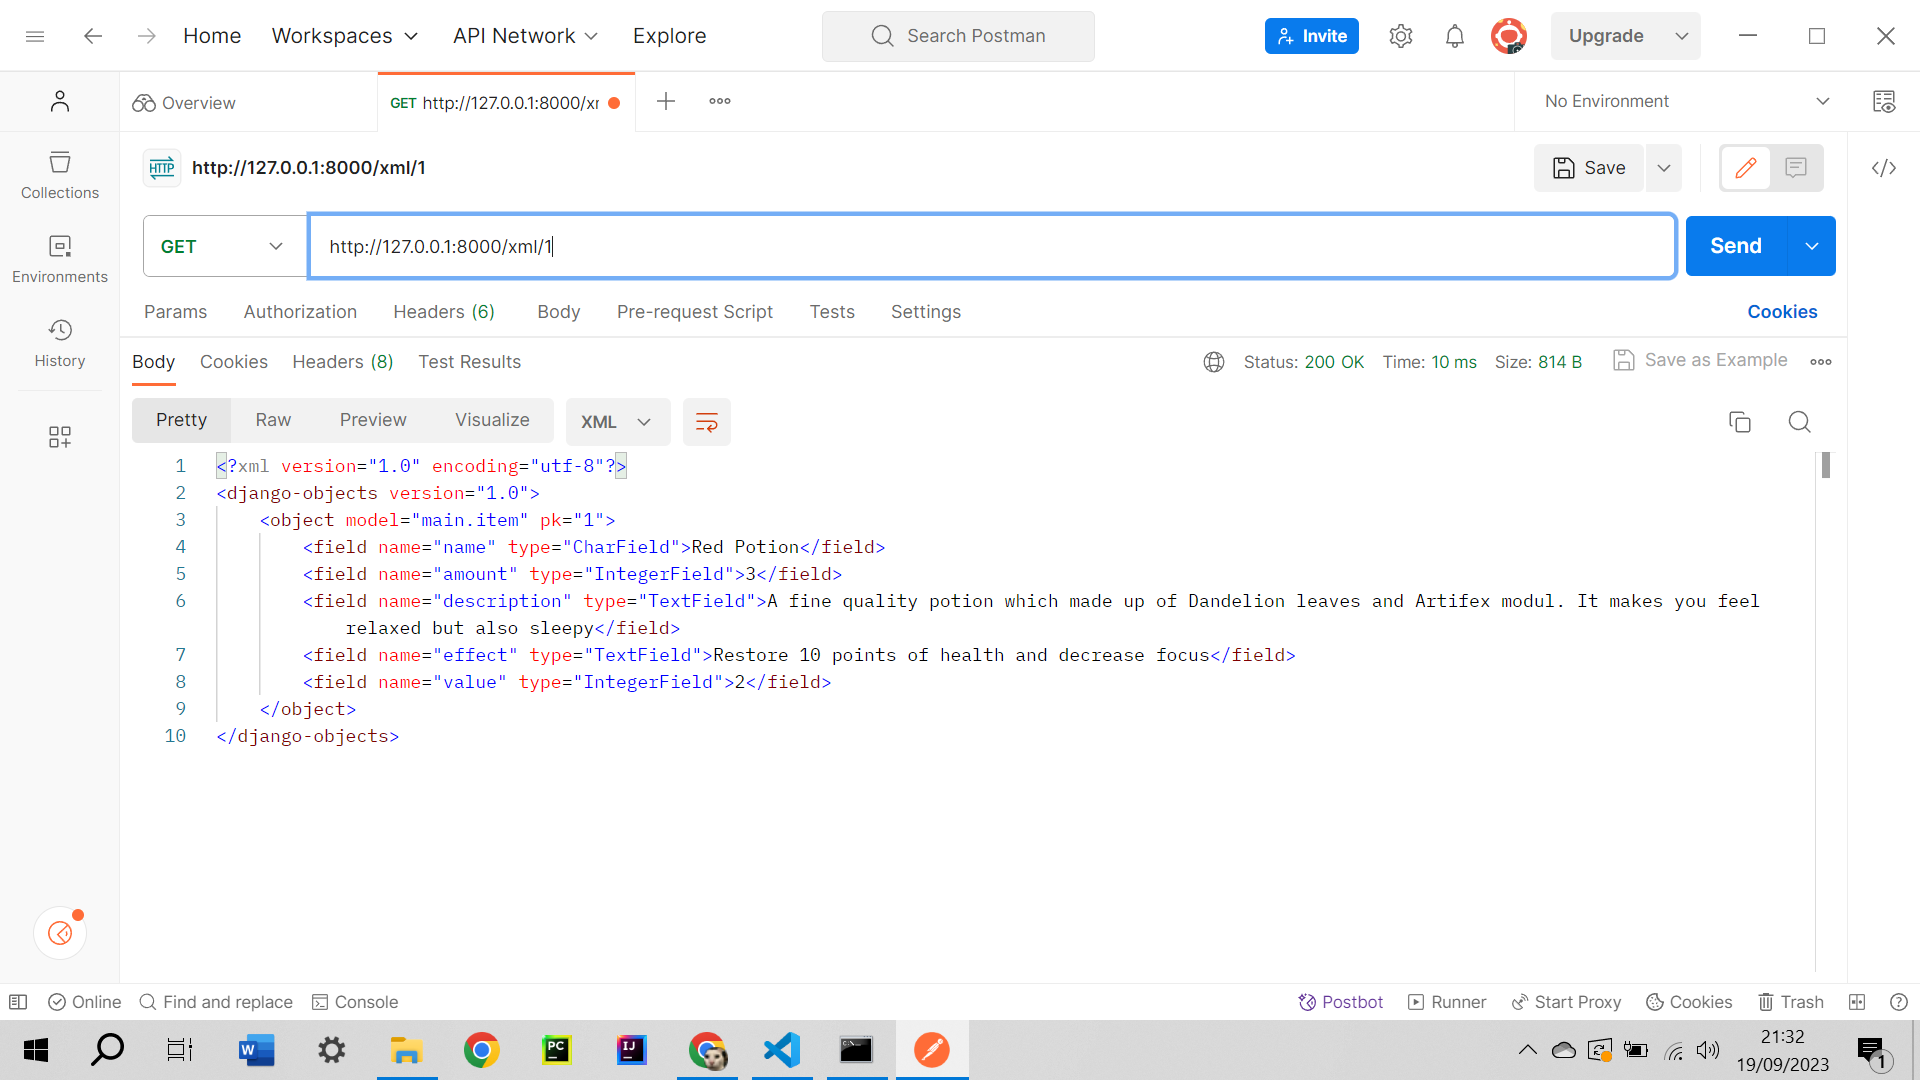 Home Workspaces API Network Explore Search Postman Invite Upgrade
Overview GET http://127.0.0.1:8000/xr No Environment
HTTP http://127.0.0.1:8000/xml/1 Save
Collections
GET http://127.0.0.1:8000/xml/1 Send
Environments
Params Authorization Headers (6) Body Pre-request Script Tests Settings Cookies
History
Body Cookies Headers (8) Test Results Status: 200 OK Time: 10 ms Size: 814 B Save as Example
Pretty Raw Preview Visualize XML
1 <?xml version="1.0" encoding="utf-8"?>
2 <django-objects version="1.0">
3 <object model="main.item" pk="1">
4 <field name="name" type="CharField">Red Potion</field>
5 <field name="amount" type="IntegerField">3</field>
6 <field name="description" type="TextField">A fine quality potion which made up of Dandelion leaves and Artifex modul. It makes you feel
relaxed but also sleepy</field>
7 <field name="effect" type="TextField">Restore 10 points of health and decrease focus</field>
8 <field name="value" type="IntegerField">2</field>
9 </object>
10 </django-objects>
Online Find and replace Console Postbot Runner Start Proxy Cookies Trash
W PC IJ 21:32
19/09/2023 1